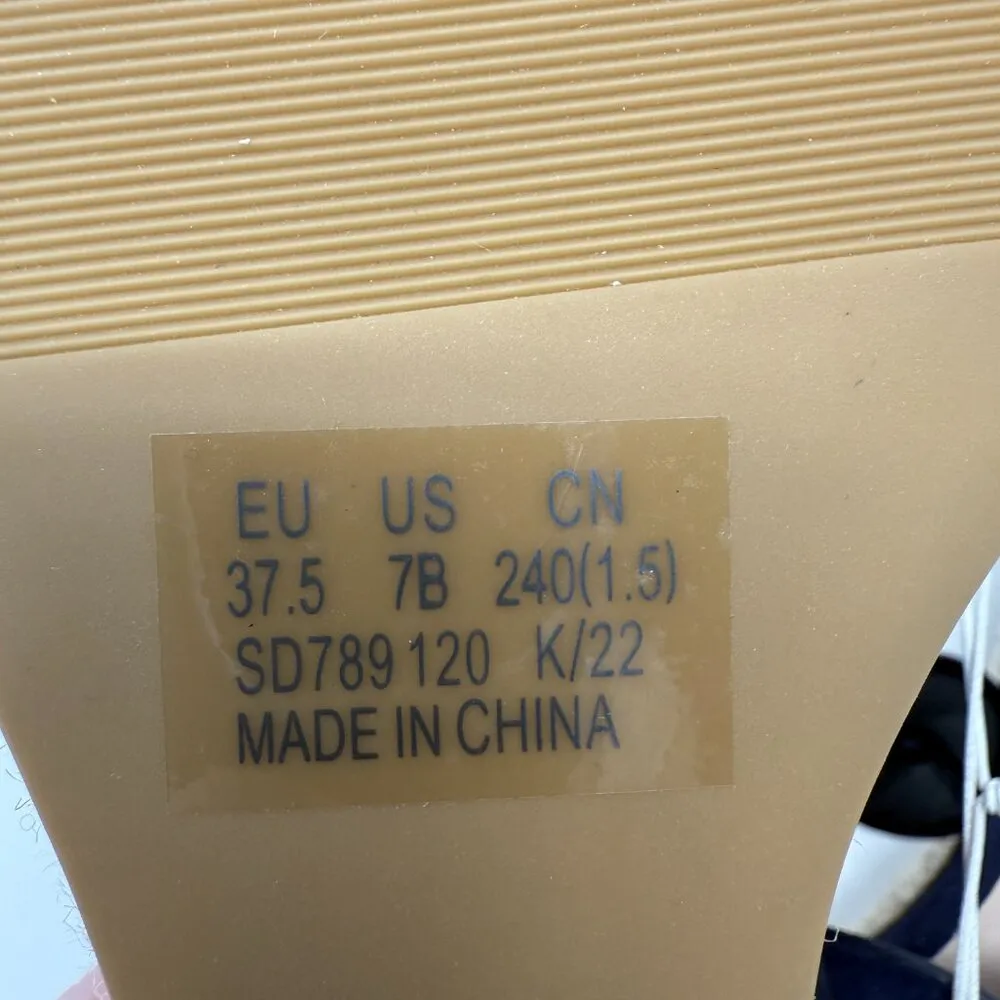 EU US CN
37.5 7B 240(1.5)
SD789120 K/22
MADE IN CHINA